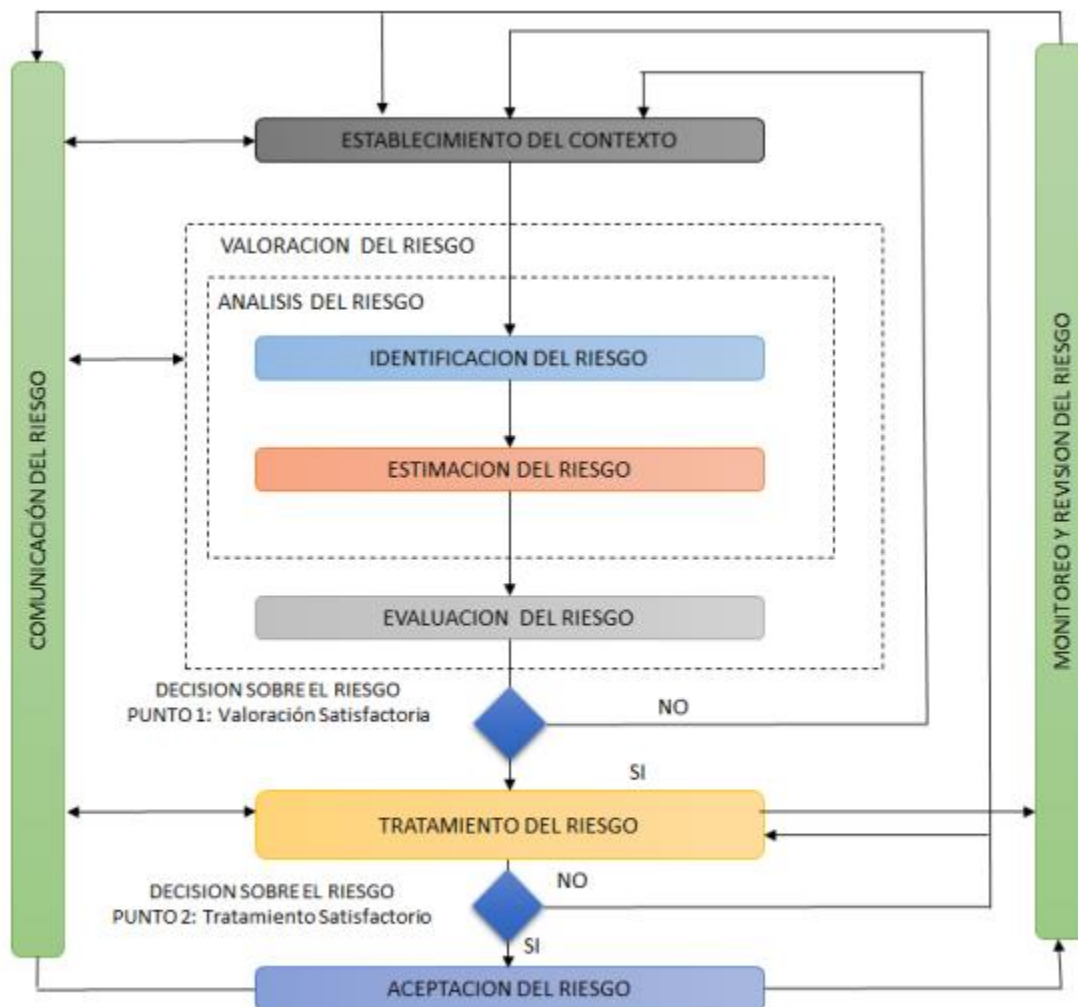 ESTABLECIMIENTO DEL CONTEXTO
VALORACION DEL RIESGO
ANALISIS DEL RIESGO
IDENTIFICACION DEL RIESGO
ESTIMACION DEL RIESGO
EVALUACION DEL RIESGO
COMUNICACIÓN DEL RIESGO
MONITOREO Y REVISION DEL RIESGO
DECISION SOBRE EL RIESGO
PUNTO 1: Valoración Satisfactoria
NO
SI
TRATAMIENTO DEL RIESGO
DECISION SOBRE EL RIESGO
PUNTO 2: Tratamiento Satisfactorio
NO
SI
ACEPTACION DEL RIESGO